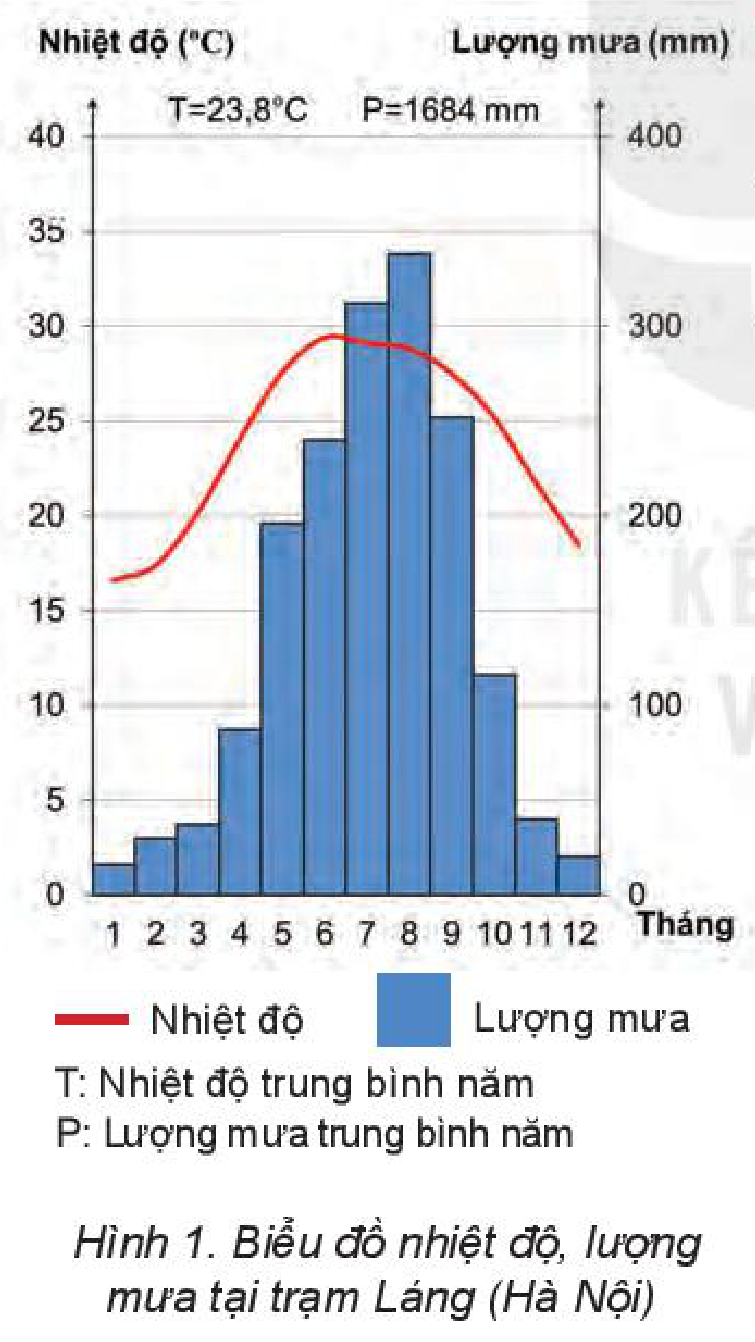 Nhiệt độ (°C) Lượng mưa (mm)
T=23,8°C P=1684 mm
40 400
35
30 300
25
20 200
15
10 100
5
0 0
1 2 3 4 5 6 7 8 9 10 11 12 Tháng
Nhiệt độ Lượng mưa
T: Nhiệt độ trung bình năm
P: Lượng mưa trung bình năm
Hình 1. Biểu đồ nhiệt độ, lượng
mưa tại trạm Láng (Hà Nội)
KÊ
V